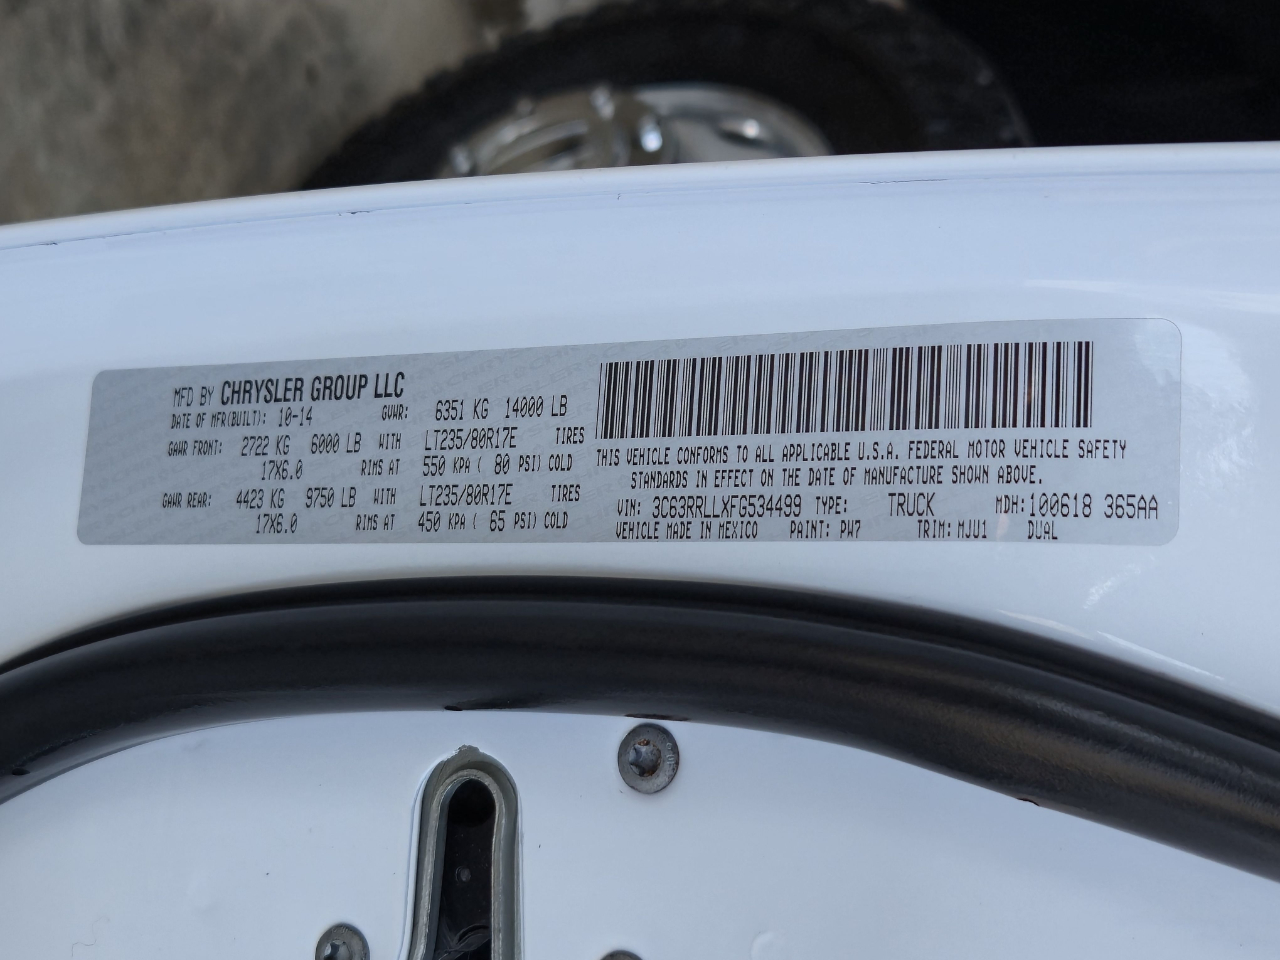 MFD BY CHRYSLER GROUP LLC
DATE OF MFR(BUILT): 10-14 GVWR: 6351 KG 14000 LB
GAWR FRONT: 2722 KG 6000 LB WITH LT235/80R17E TIRES
17X6.0 RIMS AT 550 KPA ( 80 PSI) COLD
GAWR REAR: 4423 KG 9750 LB WITH LT235/80R17E TIRES
17X6.0 RIMS AT 450 KPA ( 65 PSI) COLD
THIS VEHICLE CONFORMS TO ALL APPLICABLE U.S.A. FEDERAL MOTOR VEHICLE SAFETY
STANDARDS IN EFFECT ON THE DATE OF MANUFACTURE SHOWN ABOVE.
VIN: 3C63RRLLXFG534499 TYPE: TRUCK MDH: 100618 365AA
VEHICLE MADE IN MEXICO PAINT: PW7 TRIM: MJU1 DUAL